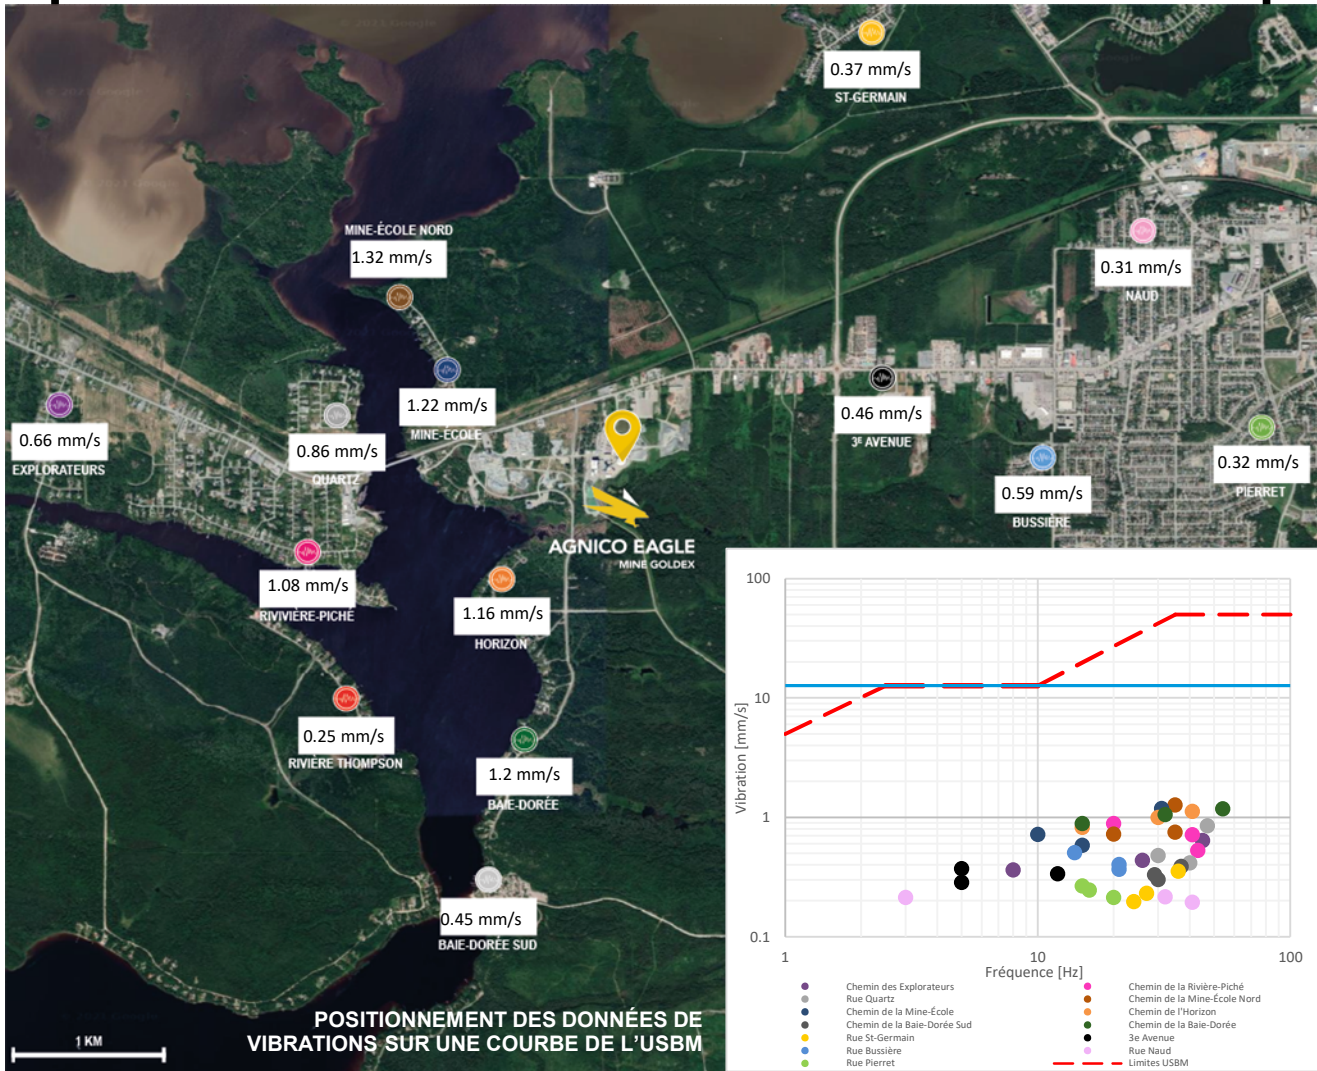 0.37 mm/s
ST-GERMAIN
MINE-ÉCOLE NORD
1.32 mm/s
0.31 mm/s
NAUD
0.66 mm/s
EXPLORATEURS
0.86 mm/s
QUARTZ
1.22 mm/s
MINE-ÉCOLE
0.46 mm/s
3E AVENUE
0.59 mm/s
BUSSIÈRE
0.32 mm/s
PIERRET
AGNICO EAGLE
MINE GOLDEX
1.08 mm/s
RIVIVIÈRE-PICHÉ
1.16 mm/s
HORIZON
0.25 mm/s
RIVIÈRE THOMPSON
1.2 mm/s
BAIE-DORÉE
0.45 mm/s
BAIE-DORÉE SUD
POSITIONNEMENT DES DONNÉES DE
VIBRATIONS SUR UNE COURBE DE L'USBM
1 KM
100
10
1
0.1
Vibration [mm/s]
1
10
100
Fréquence [Hz]
Chemin des Explorateurs
Chemin de la Rivière-Piché
Rue Quartz
Chemin de la Mine-École Nord
Chemin de la Mine-École
Chemin de l'Horizon
Chemin de la Baie-Dorée Sud
Chemin de la Baie-Dorée
Rue St-Germain
3e Avenue
Rue Bussière
Rue Naud
Rue Pierret
Limites USBM